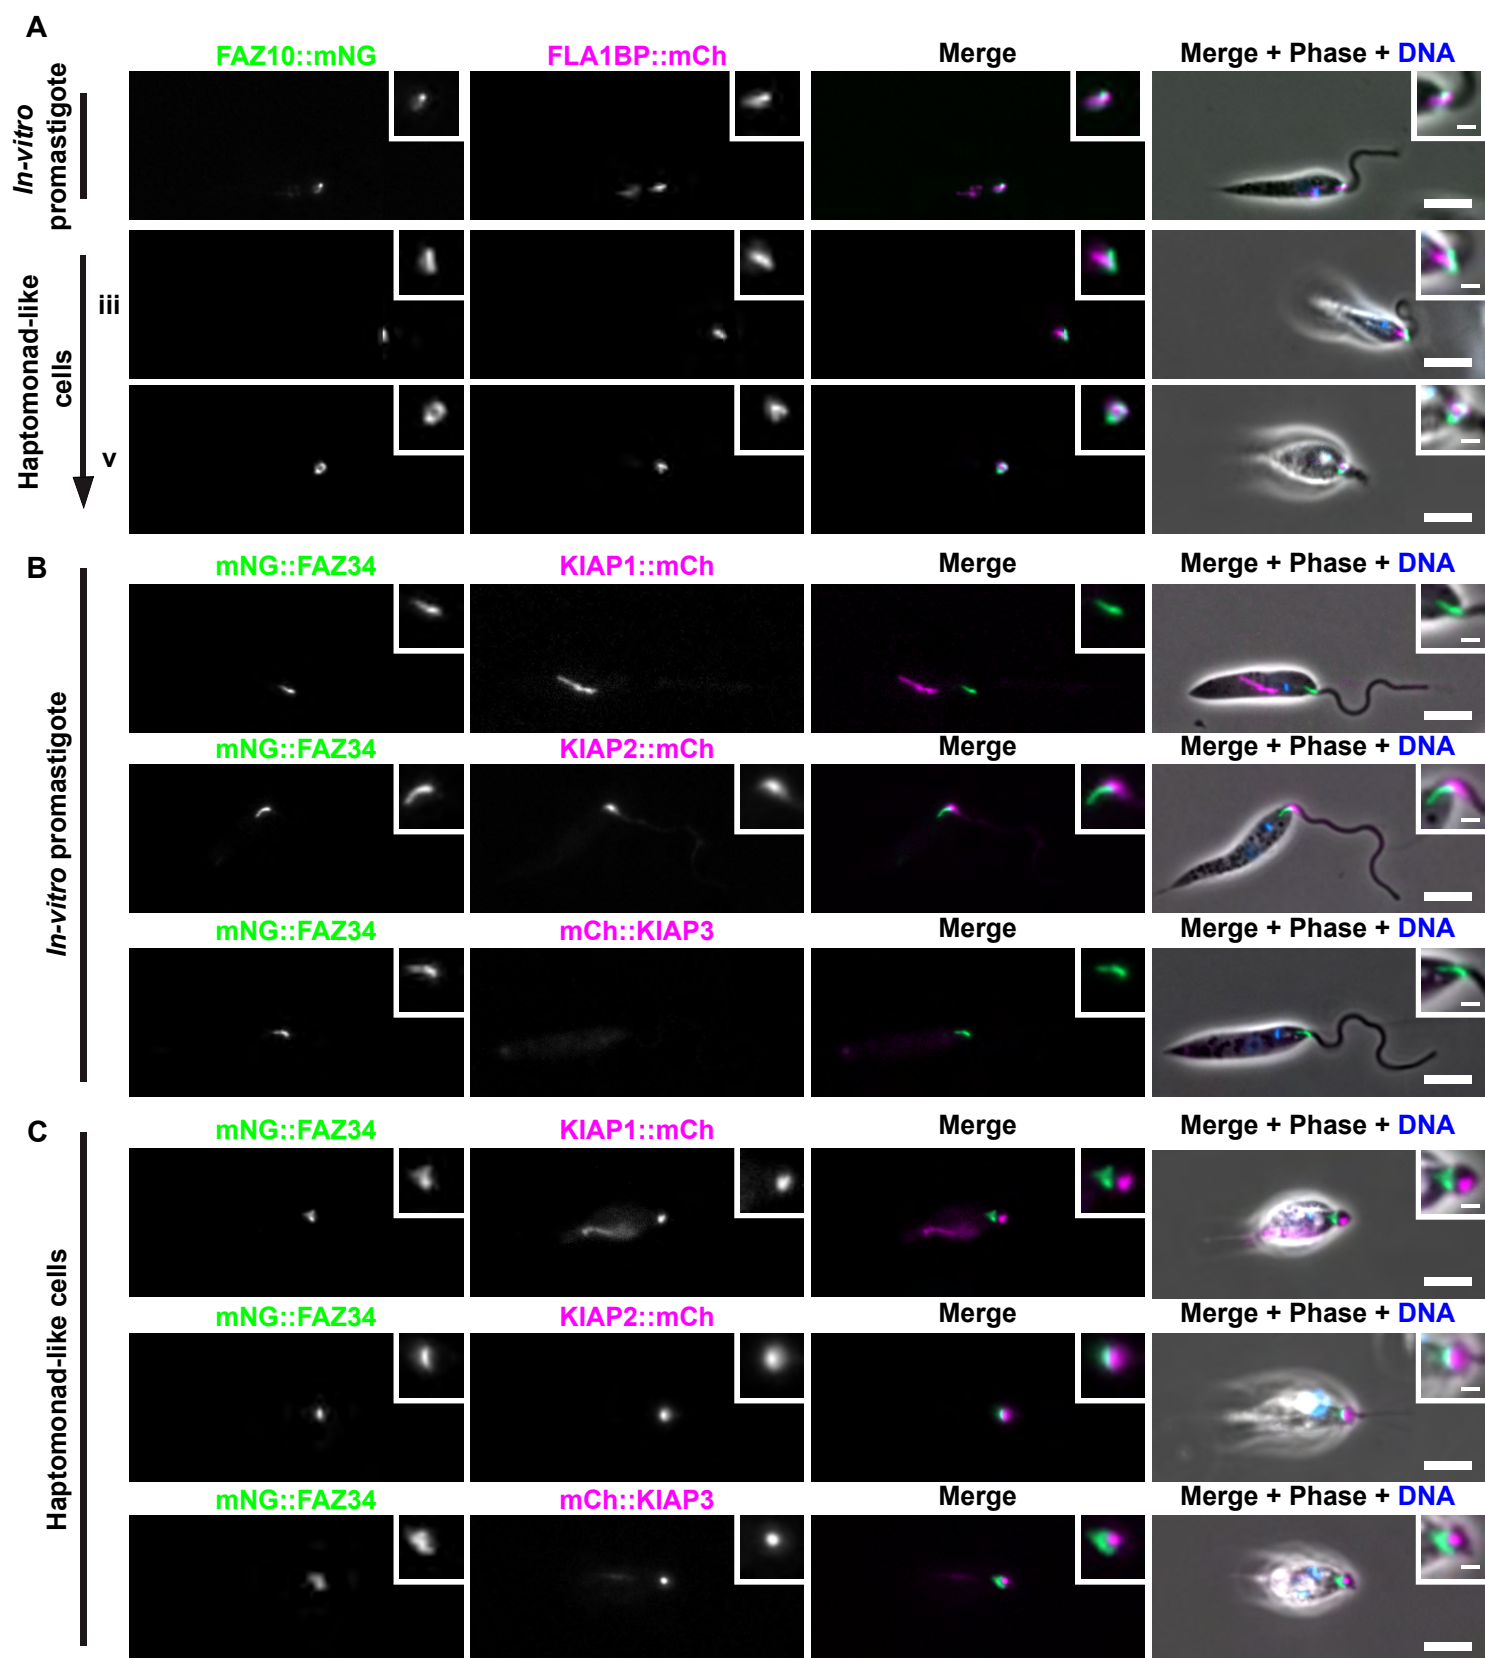 A
FAZ10::mNG FLA1BP::mCh Merge Merge + Phase + DNA
In-vitro
promastigote
Haptomonad-like
cells
iii
v
B
mNG::FAZ34 KIAP1::mCh Merge Merge + Phase + DNA
In-vitro promastigote
mNG::FAZ34 KIAP2::mCh Merge Merge + Phase + DNA
mNG::FAZ34 mCh::KIAP3 Merge Merge + Phase + DNA
C
mNG::FAZ34 KIAP1::mCh Merge Merge + Phase + DNA
Haptomonad-like cells
mNG::FAZ34 KIAP2::mCh Merge Merge + Phase + DNA
mNG::FAZ34 mCh::KIAP3 Merge Merge + Phase + DNA